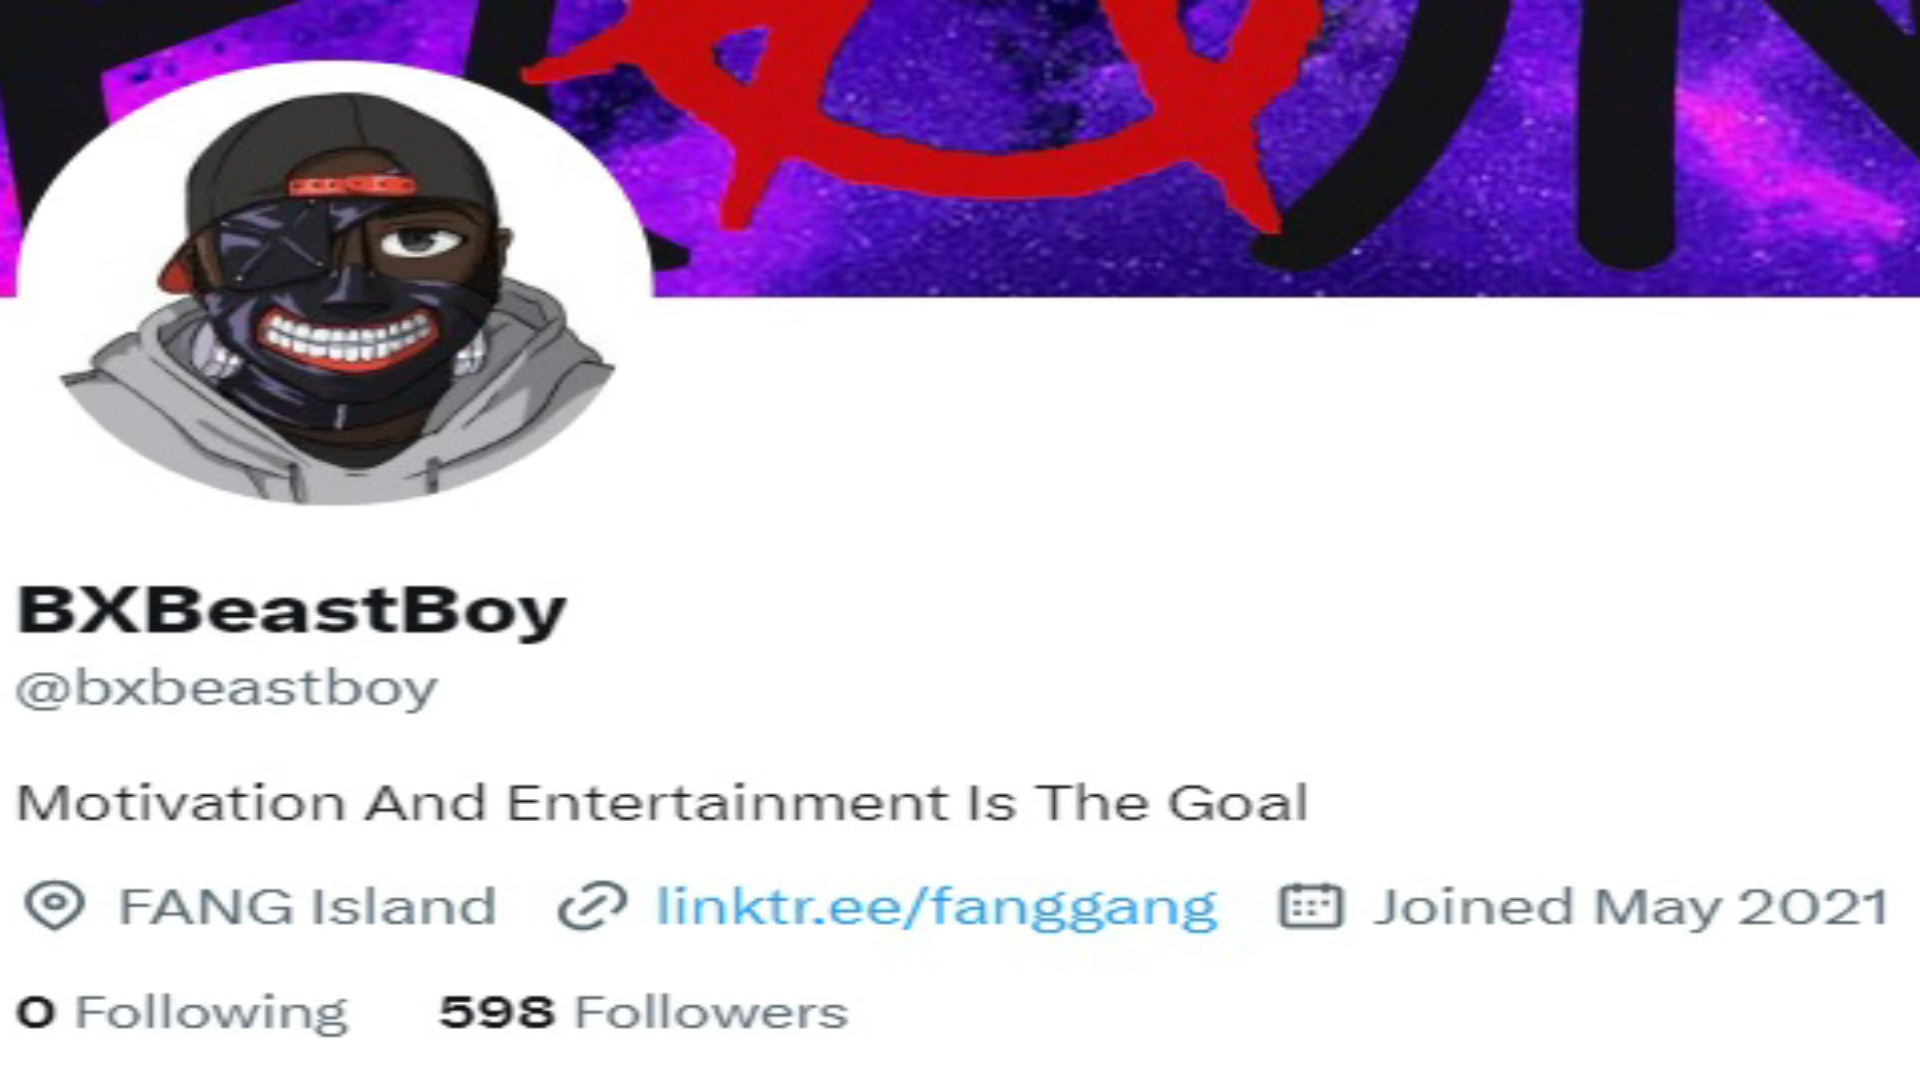 BXBeastBoy
@bxbeastboy
Motivation And Entertainment Is The Goal
FANG Island linktr.ee/fanggang Joined May 2021
0 Following 598 Followers